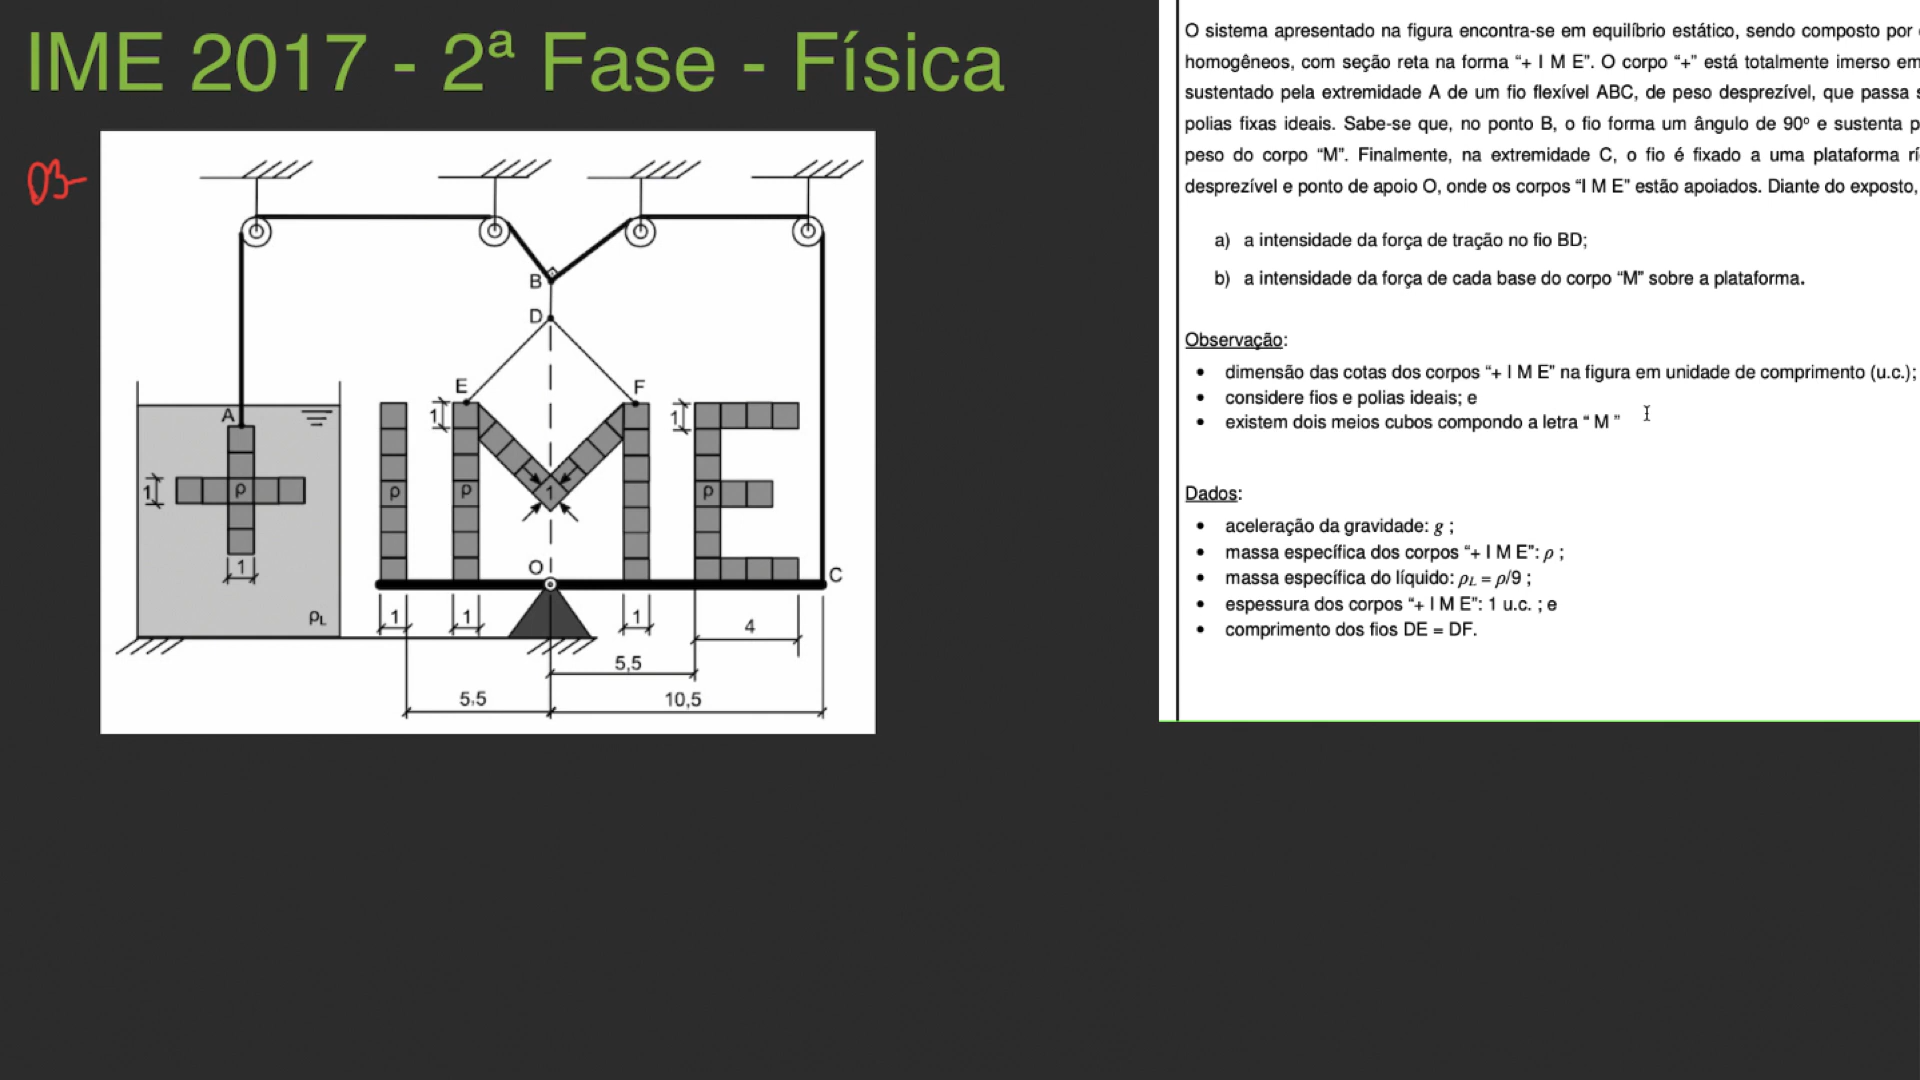 IME 2017 - 2ª Fase - Física
03-
B
D
E
F
A
1
1
1
ρ
ρ
ρ
ρ
1
1
O
C
1
1
1
1
ρL
4
5,5
5,5
10,5
O sistema apresentado na figura encontra-se em equilíbrio estático, sendo composto por
homogêneos, com seção reta na forma “+ I M E”. O corpo “+” está totalmente imerso em
sustentado pela extremidade A de um fio flexível ABC, de peso desprezível, que passa
polias fixas ideais. Sabe-se que, no ponto B, o fio forma um ângulo de 90º e sustenta
peso do corpo “M”. Finalmente, na extremidade C, o fio é fixado a uma plataforma
desprezível e ponto de apoio O, onde os corpos “I M E” estão apoiados. Diante do exposto,
a) a intensidade da força de tração no fio BD;
b) a intensidade da força de cada base do corpo “M” sobre a plataforma.
Observação:
• dimensão das cotas dos corpos “+ I M E” na figura em unidade de comprimento (u.c.);
• considere fios e polias ideais; e
• existem dois meios cubos compondo a letra “ M ”
Dados:
• aceleração da gravidade: g ;
• massa específica dos corpos “+ I M E”: ρ ;
• massa específica do líquido: ρL = ρ/9 ;
• espessura dos corpos “+ I M E”: 1 u.c. ; e
• comprimento dos fios DE = DF.